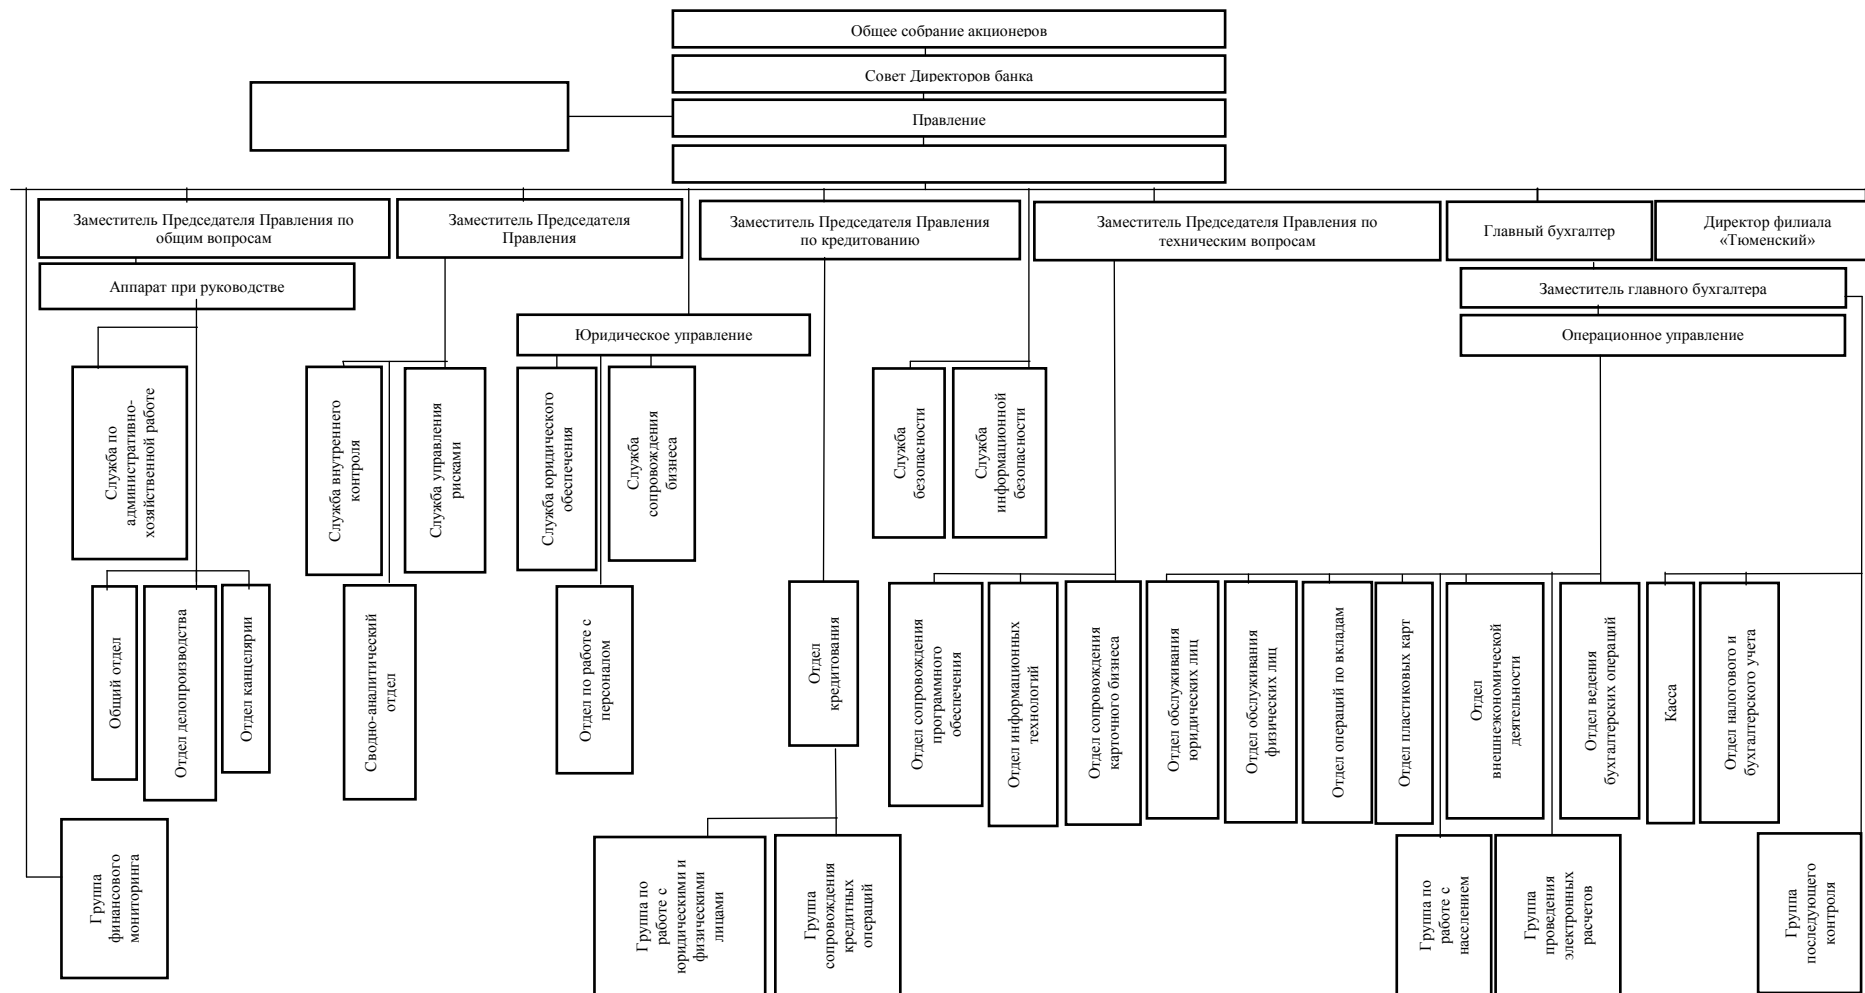 Общее собрание акционеров
Совет Директоров банка
Правление
Заместитель Председателя Правления по
общим вопросам
Заместитель Председателя
Правления
Заместитель Председателя Правления
по кредитованию
Заместитель Председателя Правления по
техническим вопросам
Главный бухгалтер
Директор филиала
«Тюменский»
Аппарат при руководстве
Заместитель главного бухгалтера
Юридическое управление
Операционное управление
Служба по
административно-
хозяйственной работе
Служба внутреннего
контроля
Служба управления
рисками
Служба юридического
обеспечения
Служба
сопровождения
бизнеса
Служба
безопасности
Служба
информационной
безопасности
Общий отдел
Отдел делопроизводства
Отдел канцелярии
Сводно-аналитический
отдел
Отдел по работе с
персоналом
Отдел
кредитования
Отдел сопровождения
программного
обеспечения
Отдел информационных
технологий
Отдел сопровождения
карточного бизнеса
Отдел обслуживания
юридических лиц
Отдел обслуживания
физических лиц
Отдел операций по вкладам
Отдел пластиковых карт
Отдел
внешнеэкономической
деятельности
Отдел ведения
бухгалтерских операций
Касса
Отдел налогового и
бухгалтерского учета
Группа
финансового
мониторинга
Группа по
работе с
юридическими и
физическими
лицами
Группа
сопровождения
кредитных
операций
Группа по
работе с
населением
Группа
проведения
электронных
расчетов
Группа
последующего
контроля